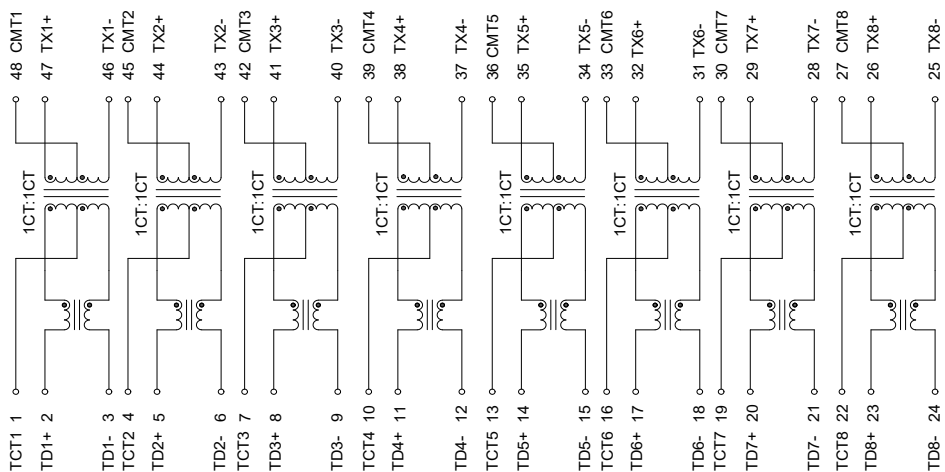 48 CMT1
47 TX1+
46 TX1-
45 CMT2
44 TX2+
43 TX2-
42 CMT3
41 TX3+
40 TX3-
39 CMT4
38 TX4+
37 TX4-
36 CMT5
35 TX5+
34 TX5-
33 CMT6
32 TX6+
31 TX6-
30 CMT7
29 TX7+
28 TX7-
27 CMT8
26 TX8+
25 TX8-
1CT:1CT
1CT:1CT
1CT:1CT
1CT:1CT
1CT:1CT
1CT:1CT
1CT:1CT
1CT:1CT
TCT1 1
TD1+ 2
TD1- 3
TCT2 4
TD2+ 5
TD2- 6
TCT3 7
TD3+ 8
TD3- 9
TCT4 10
TD4+ 11
TD4- 12
TCT5 13
TD5+ 14
TD5- 15
TCT6 16
TD6+ 17
TD6- 18
TCT7 19
TD7+ 20
TD7- 21
TCT8 22
TD8+ 23
TD8- 24